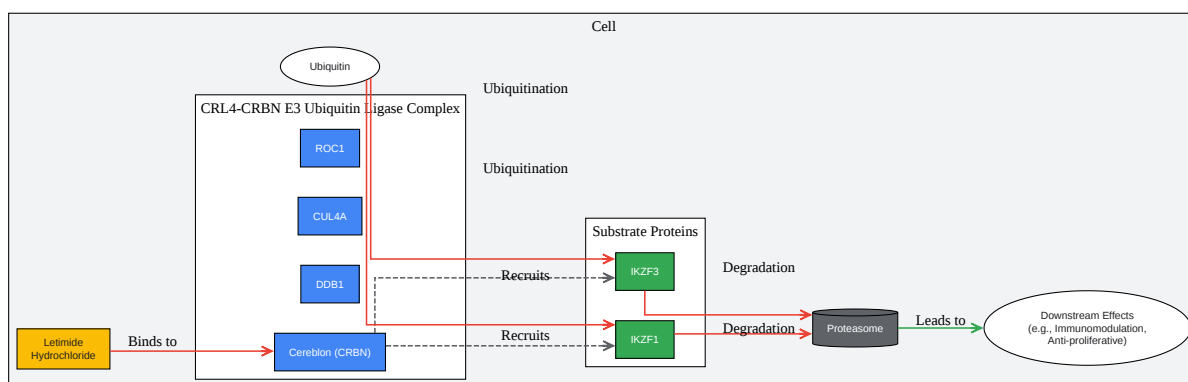 Cell
Ubiquitin
Ubiquitination
CRL4-CRBN E3 Ubiquitin Ligase Complex
ROC1
Ubiquitination
CUL4A
Substrate Proteins
DDB1
Recruits
IKZF3
Degradation
Letimide
Hydrochloride
Binds to
Cereblon (CRBN)
Recruits
IKZF1
Degradation
Proteasome
Leads to
Downstream Effects
(e.g., Immunomodulation,
Anti-proliferative)